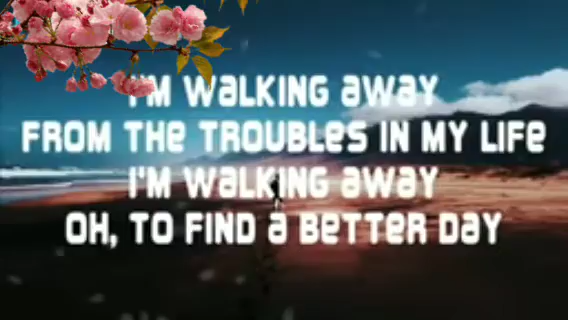 I'M WALKING AWAY
FROM THE TROUBLES IN MY LIFE
I'M WALKING AWAY
OH, TO FIND A BETTER DAY